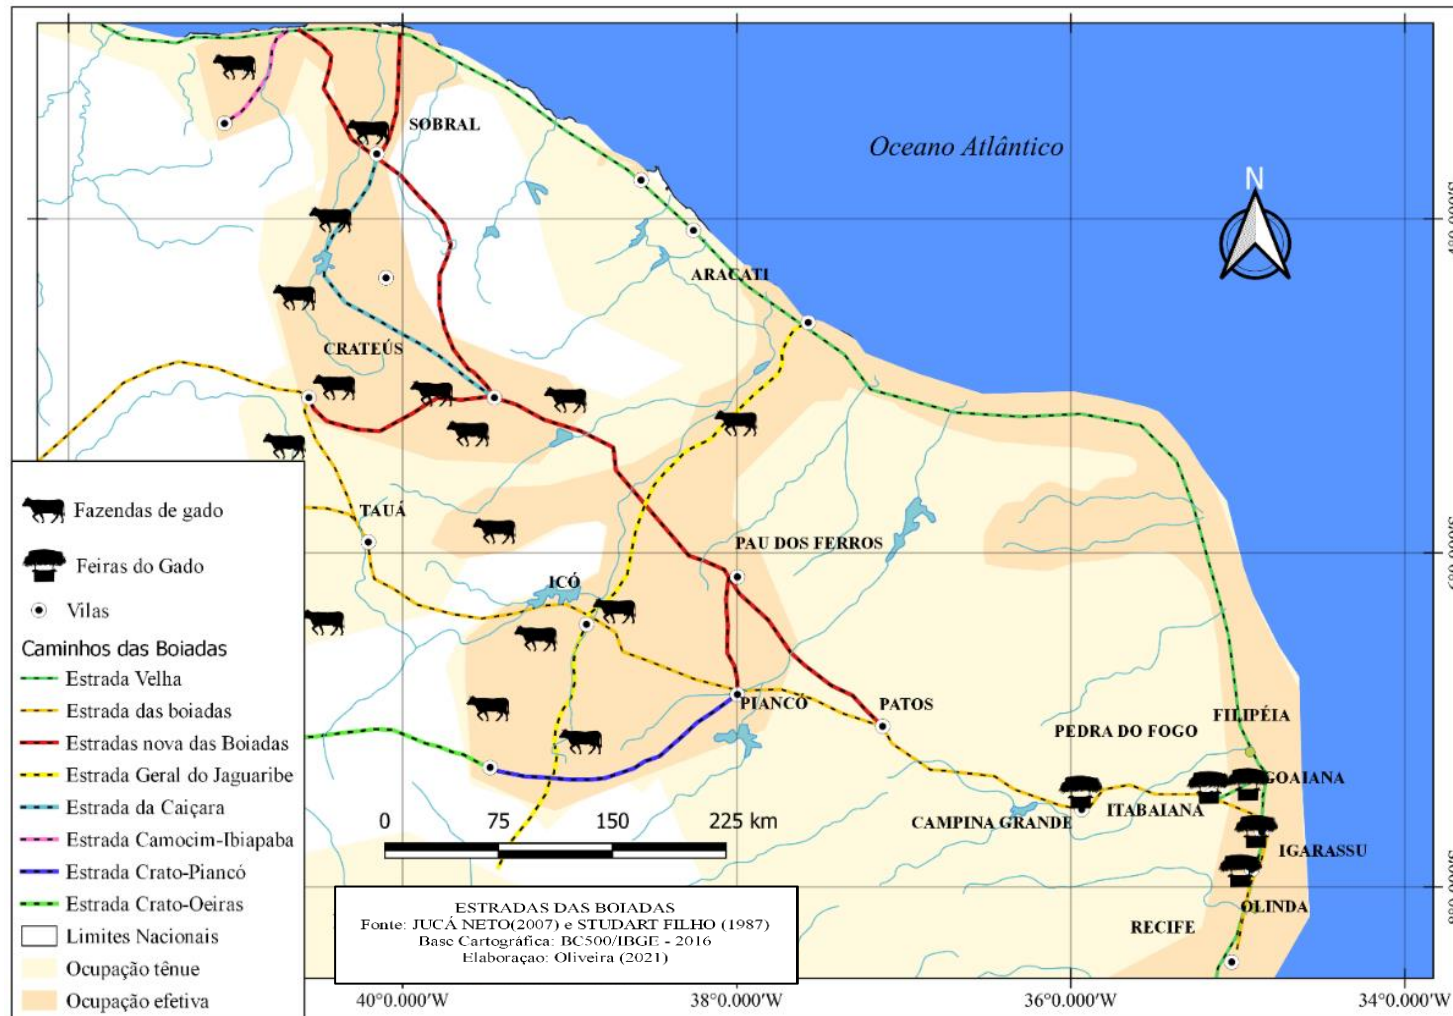 SOBRAL
Oceano Atlântico
N
ARACATI
CRATEÚS
TAUÁ
PAU DOS FERROS
ICÓ
PIANCÓ
PATOS
FILIPÉIA
PEDRA DO FOGO
GOAIANA
ITABAIANA
CAMPINA GRANDE
IGARASSU
OLINDA
RECIFE
Fazendas de gado
Feiras do Gado
Vilas
Caminhos das Boiadas
Estrada Velha
Estrada das boiadas
Estradas nova das Boiadas
Estrada Geral do Jaguaribe
Estrada da Caiçara
Estrada Camocim-Ibiapaba
Estrada Crato-Piancó
Estrada Crato-Oeiras
Limites Nacionais
Ocupação tênue
Ocupação efetiva
0 75 150 225 km
ESTRADAS DAS BOIADAS
Fonte: JUCÁ NETO(2007) e STUDART FILHO (1987)
Base Cartográfica: BC500/IBGE - 2016
Elaboraçao: Oliveira (2021)
40°0.000'W 38°0.000'W 36°0.000'W 34°0.000'W